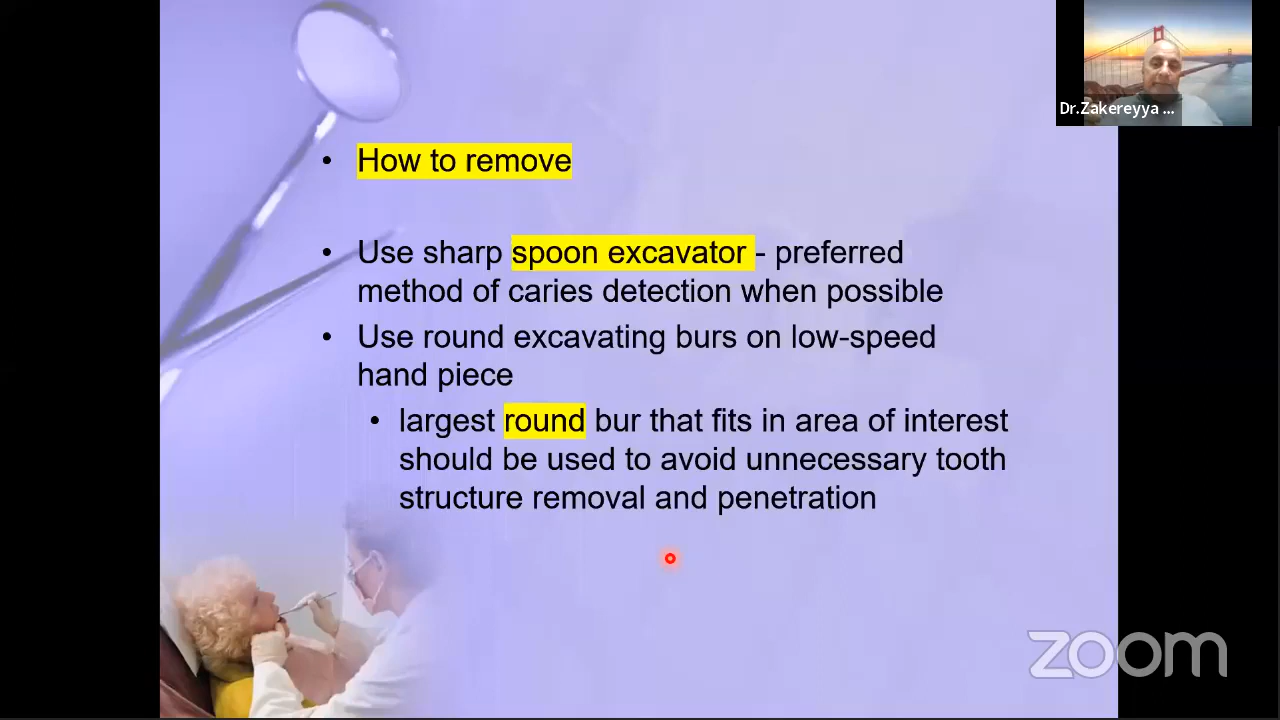 Dr.Zakereyya ...
• How to remove
• Use sharp spoon excavator - preferred
method of caries detection when possible
• Use round excavating burs on low-speed
hand piece
• largest round bur that fits in area of interest
should be used to avoid unnecessary tooth
structure removal and penetration
zoom